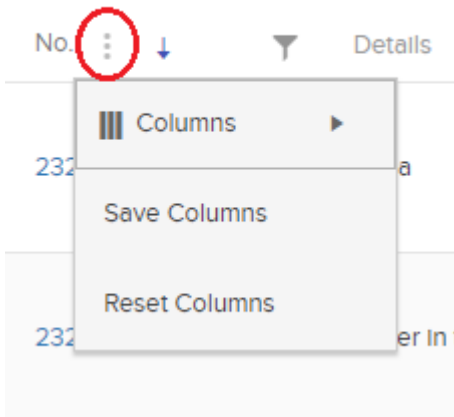 No. Details
Columns
232 a
Save Columns
Reset Columns
232 er in